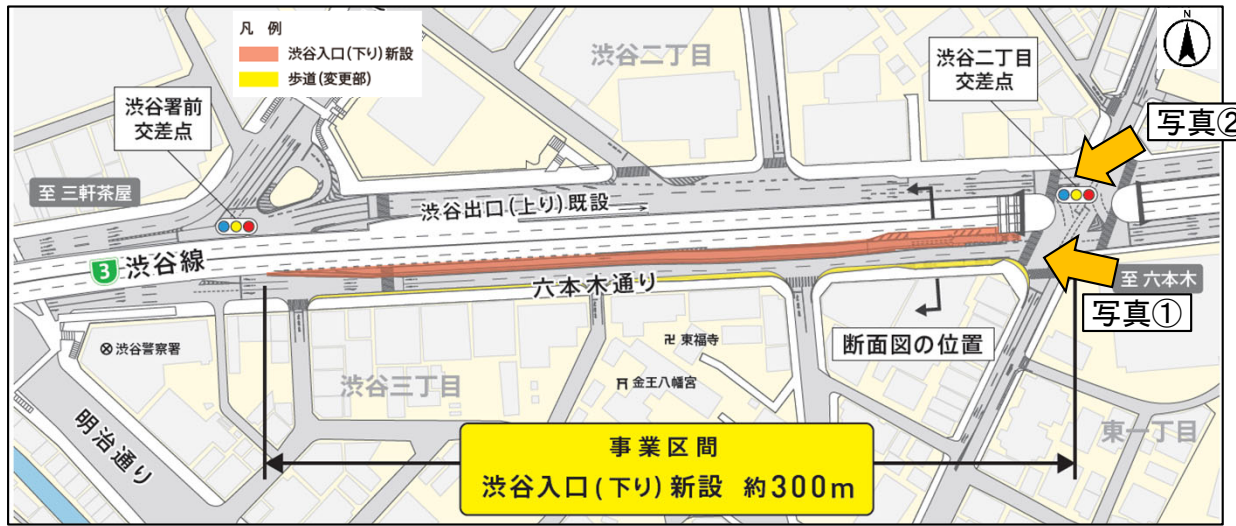 凡 例
渋谷入口(下り)新設
歩道(変更部)
渋谷二丁目
渋谷二丁目
交差点
N
写真②
渋谷署前
交差点
至 三軒茶屋
渋谷出口(上り)既設
3 渋谷線
六本木通り
至 六本木
写真①
断面図の位置
渋谷警察署
卍 東福寺
金王八幡宮
渋谷三丁目
明治通り
東一丁目
事業区間
渋谷入口(下り)新設 約300m